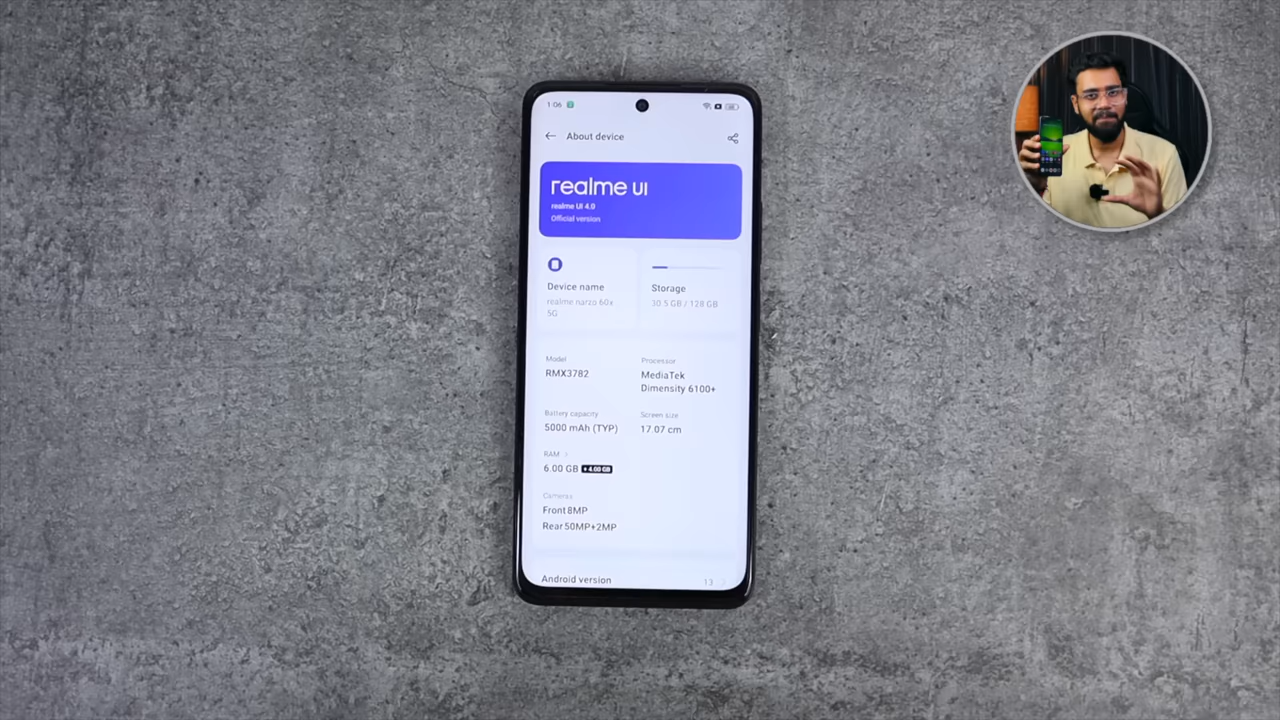 1:06
About device
realme UI
realme UI 4.0
Official version
Device name
realme narzo 60x
5G
Storage
30.5 GB / 128 GB
Model
RMX3782
Processor
MediaTek
Dimensity 6100+
Battery capacity
5000 mAh (TYP)
Screen size
17.07 cm
RAM
6.00 GB + 4.00 GB
Cameras
Front 8MP
Rear 50MP+2MP
Android version
13